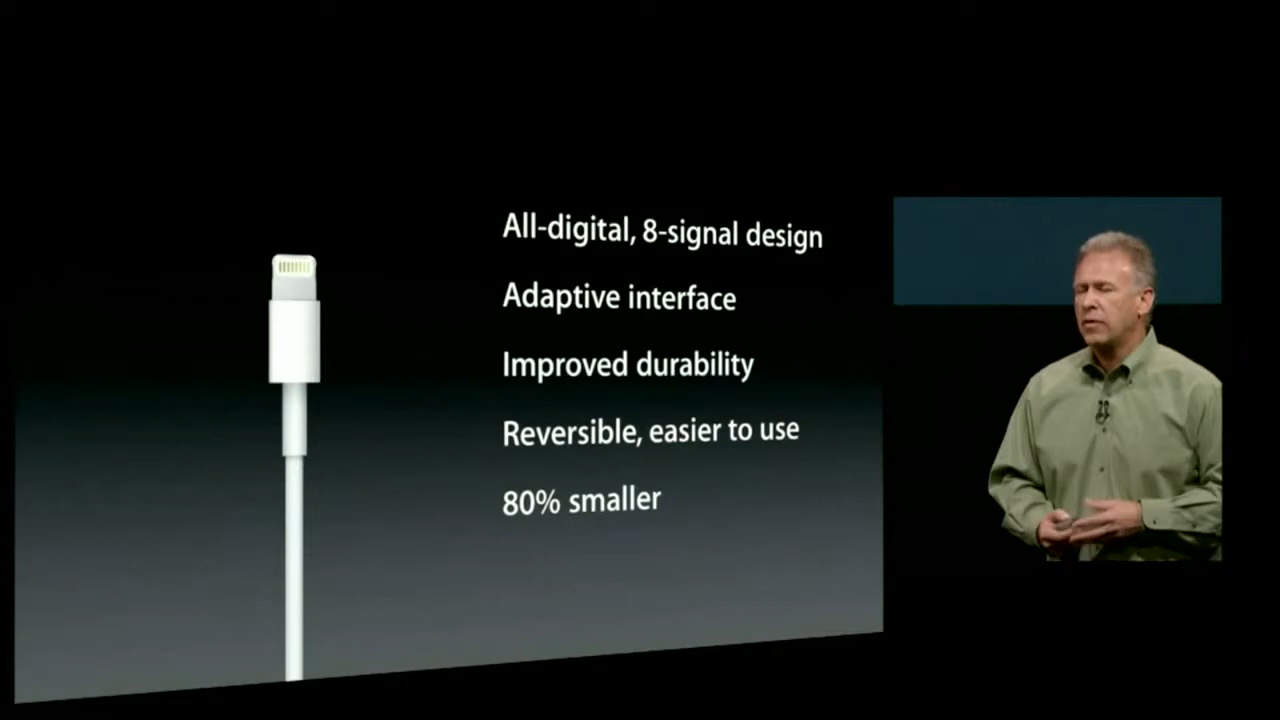 All-digital, 8-signal design
Adaptive interface
Improved durability
Reversible, easier to use
80% smaller